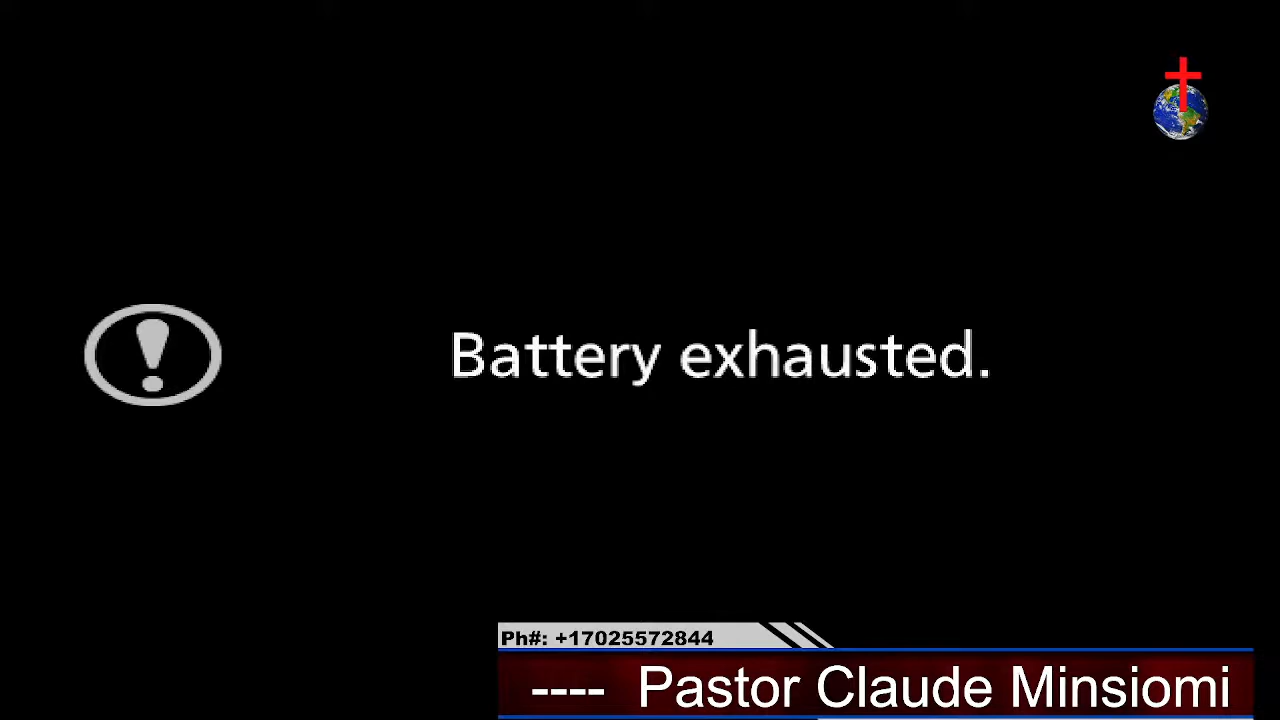 Battery exhausted.
Ph#: +17025572844
---- Pastor Claude Minsiomi